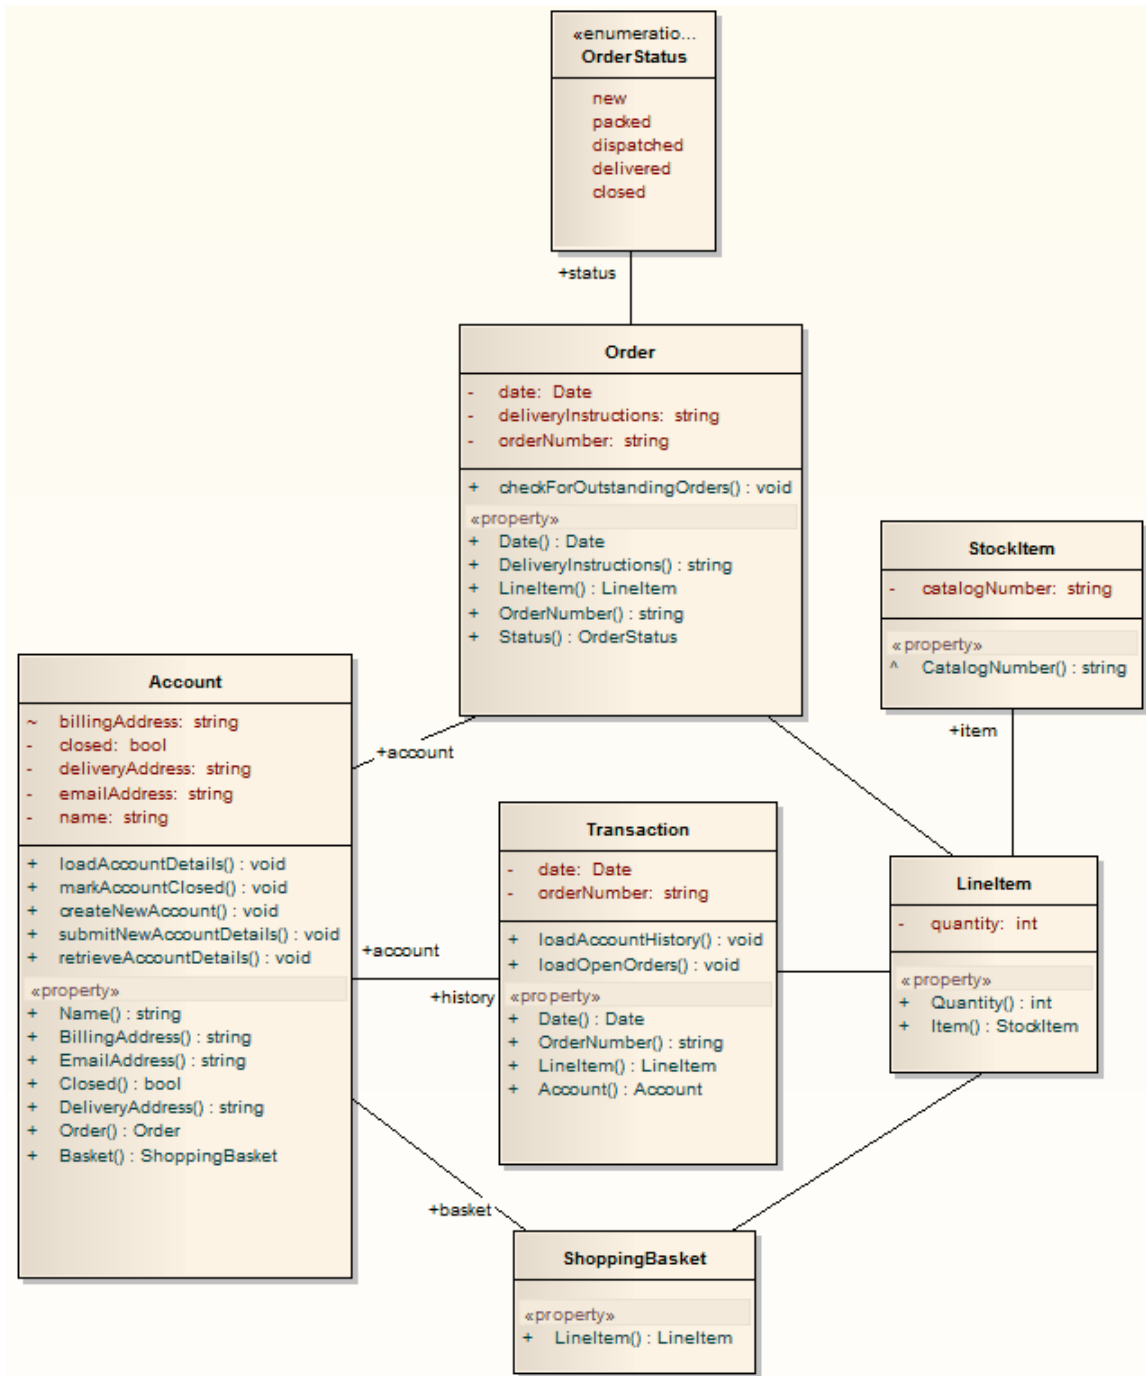 «enumeratio...
OrderStatus
new
packed
dispatched
delivered
closed
+status
Order
- date: Date
- deliveryInstructions: string
- orderNumber: string
+ checkForOutstandingOrders() : void
«property»
+ Date() : Date
+ DeliveryInstructions() : string
+ LineItem() : LineItem
+ OrderNumber() : string
+ Status() : OrderStatus
StockItem
- catalogNumber: string
«property»
^ CatalogNumber() : string
+item
Account
~ billingAddress: string
- closed: bool
- deliveryAddress: string
- emailAddress: string
- name: string
+ loadAccountDetails() : void
+ markAccountClosed() : void
+ createNewAccount() : void
+ submitNewAccountDetails() : void
+ retrieveAccountDetails() : void
«property»
+ Name() : string
+ BillingAddress() : string
+ EmailAddress() : string
+ Closed() : bool
+ DeliveryAddress() : string
+ Order() : Order
+ Basket() : ShoppingBasket
+account
+account
+history
Transaction
- date: Date
- orderNumber: string
+ loadAccountHistory() : void
+ loadOpenOrders() : void
«property»
+ Date() : Date
+ OrderNumber() : string
+ LineItem() : LineItem
+ Account() : Account
LineItem
- quantity: int
«property»
+ Quantity() : int
+ Item() : StockItem
+basket
ShoppingBasket
«property»
+ LineItem() : LineItem